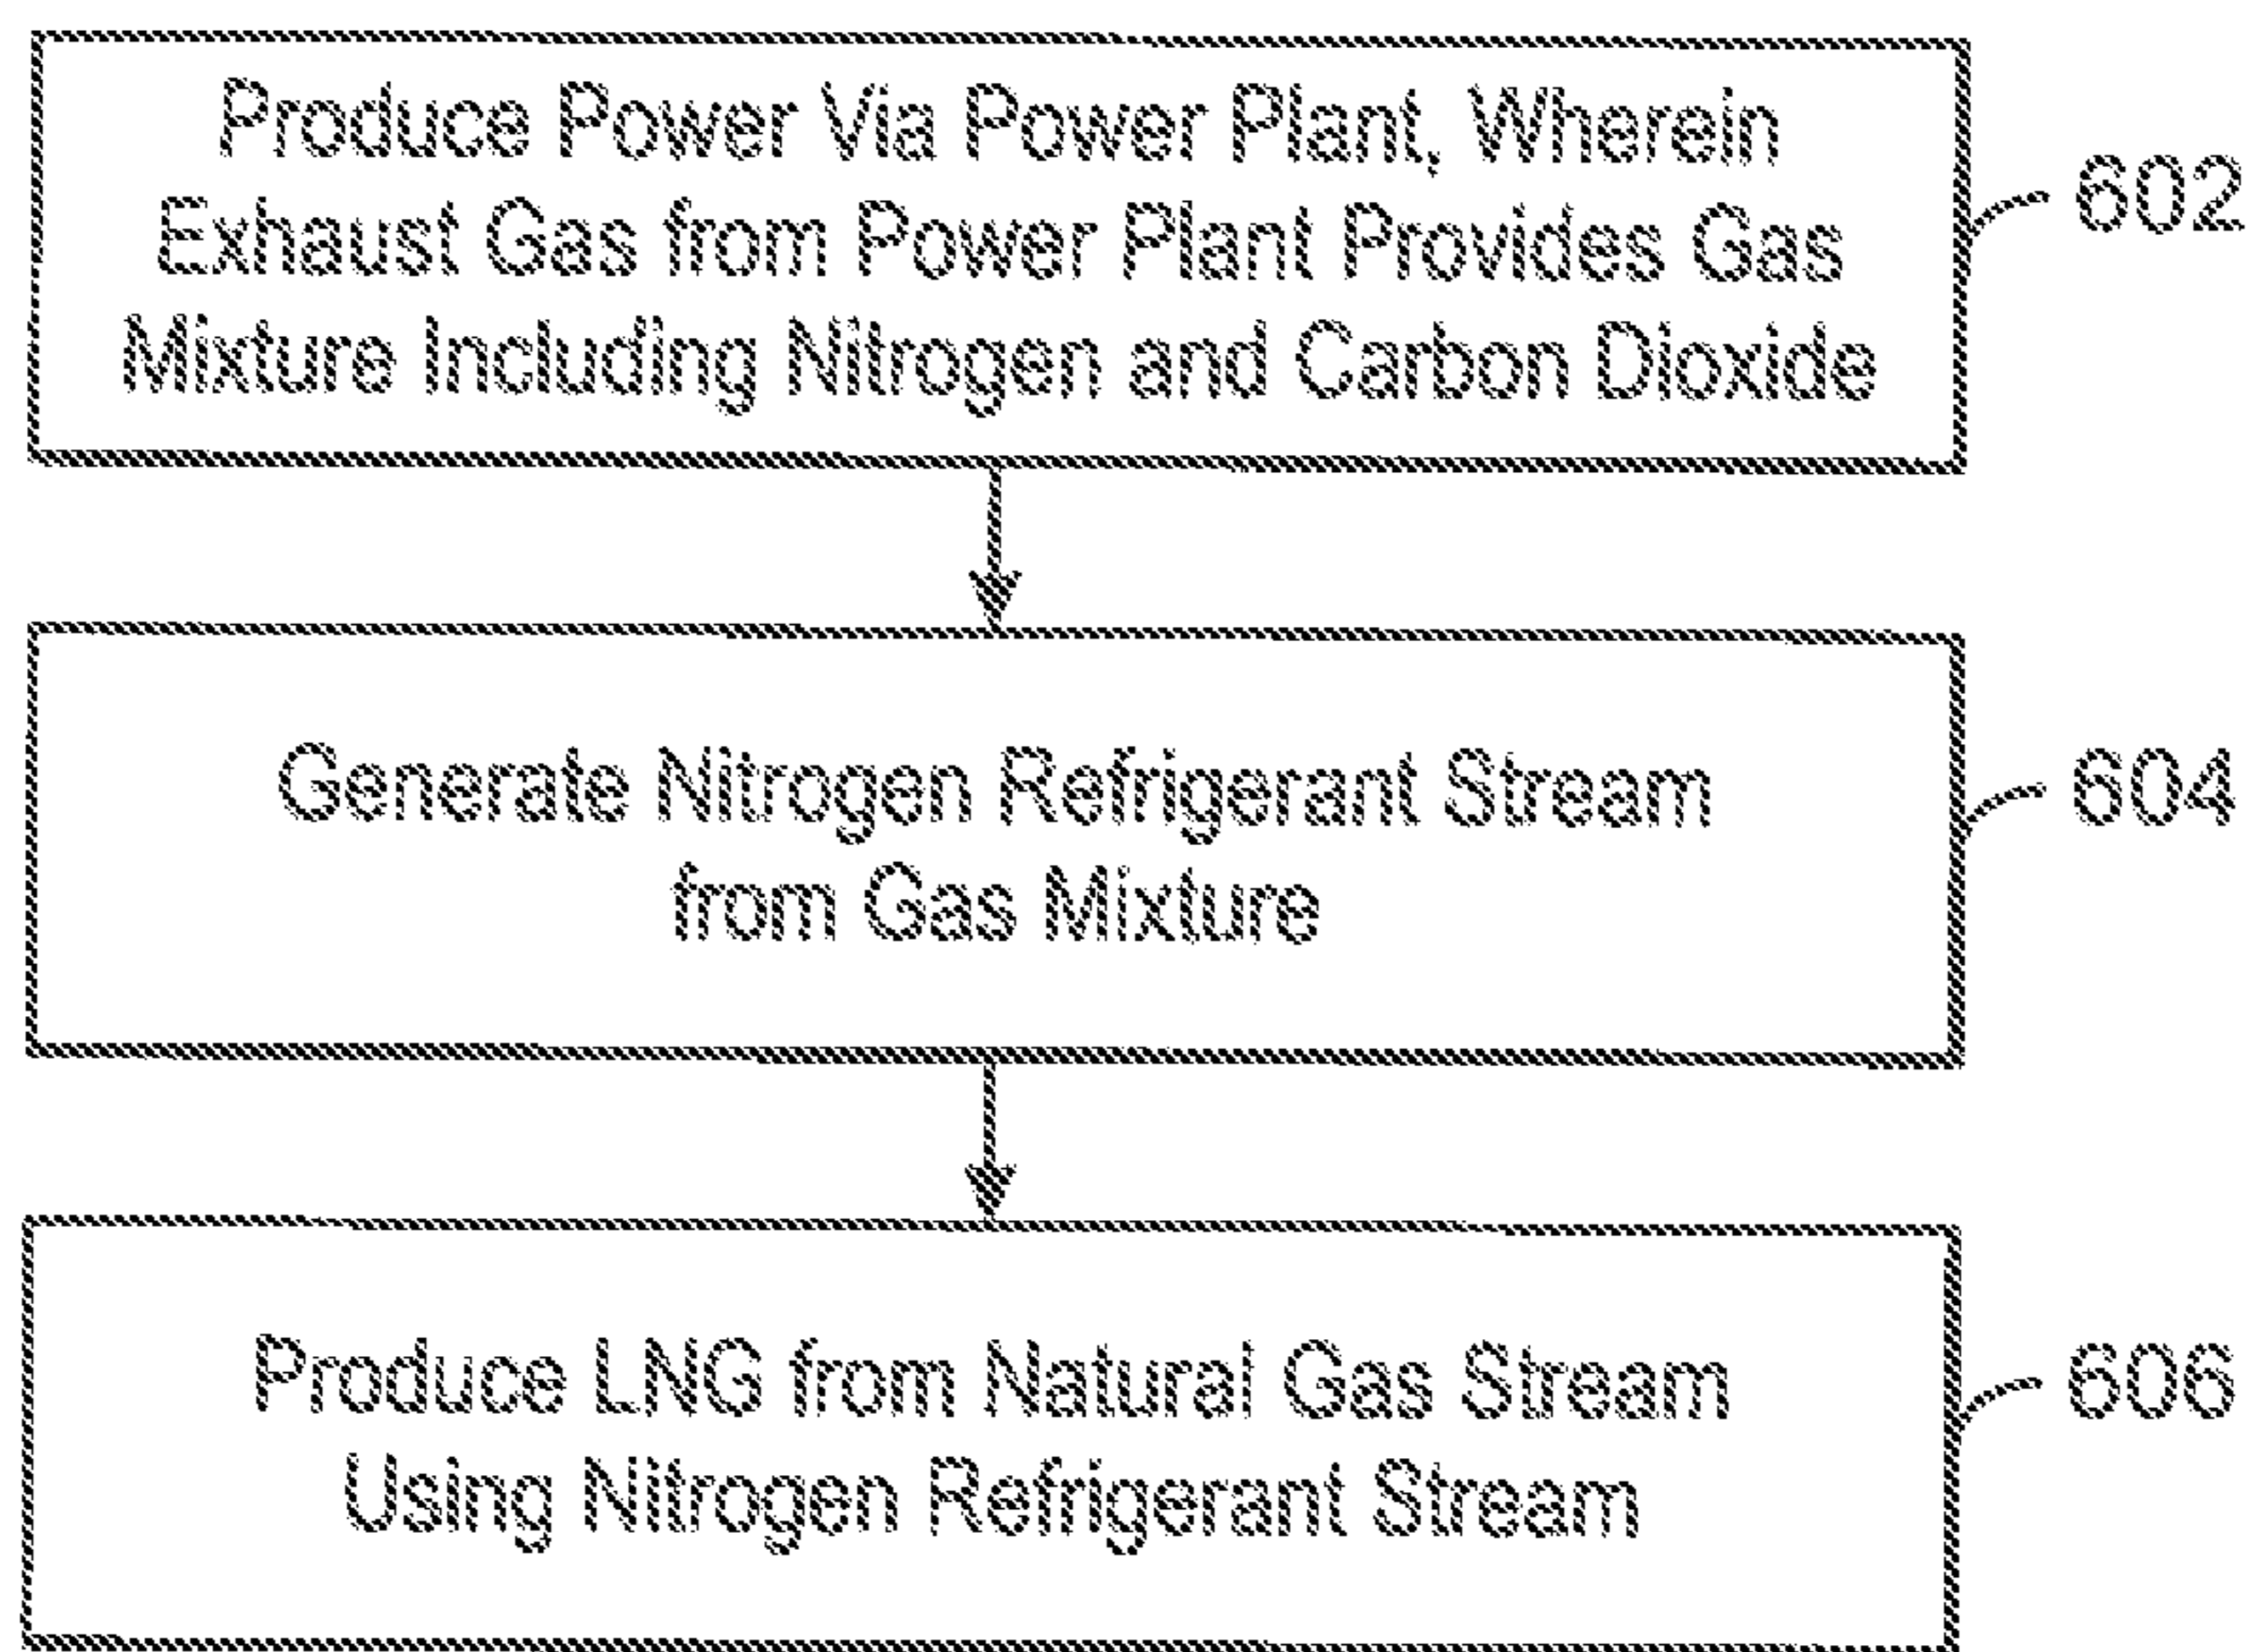 Produce Power Via Power Plant, Wherein
Exhaust Gas from Power Plant Provides Gas
Mixture Including Nitrogen and Carbon Dioxide
602
Generate Nitrogen Refrigerant Stream
from Gas Mixture
604
Produce LNG from Natural Gas Stream
Using Nitrogen Refrigerant Stream
606